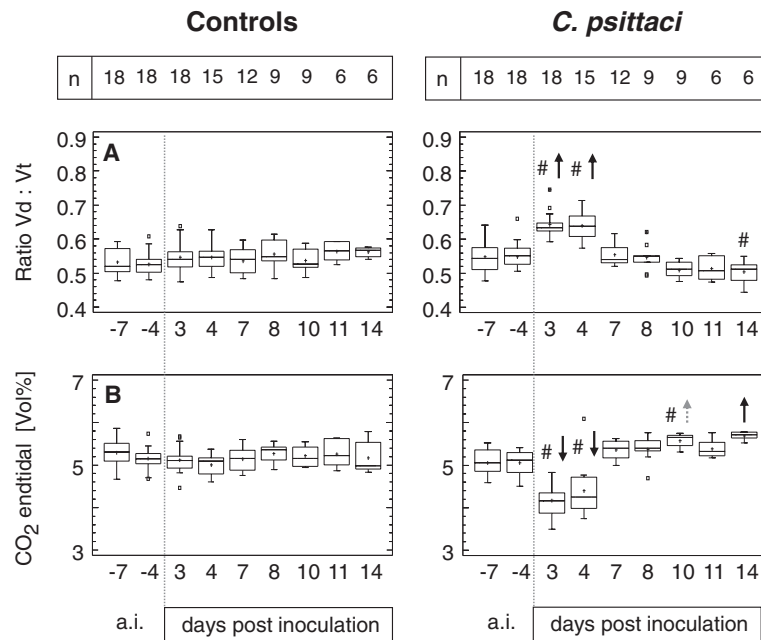 Controls
C. psittaci
n 18 18 18 15 12 9 9 6 6
n 18 18 18 15 12 9 9 6 6
A
Ratio Vd : Vt
0.9
0.8
0.7
0.6
0.5
0.4
-7 -4 3 4 7 8 10 11 14
0.9
0.8
0.7
0.6
0.5
0.4
# # #
-7 -4 3 4 7 8 10 11 14
B
CO2 endtidal [Vol%]
7
5
3
-7 -4 3 4 7 8 10 11 14
7
5
3
# # #
-7 -4 3 4 7 8 10 11 14
a.i. days post inoculation
a.i. days post inoculation